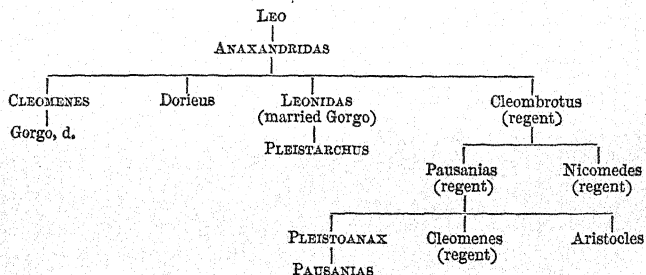 LEO
ANAXANDRIDAS
CLEOMENES Dorieus LEONIDAS Cleombrotus
(married Gorgo) (regent)
Gorgo, d.
PLEISTARCHUS
Pausanias Nicomedes
(regent) (regent)
PLEISTOANAX Cleomenes Aristocles
(regent)
PAUSANIAS